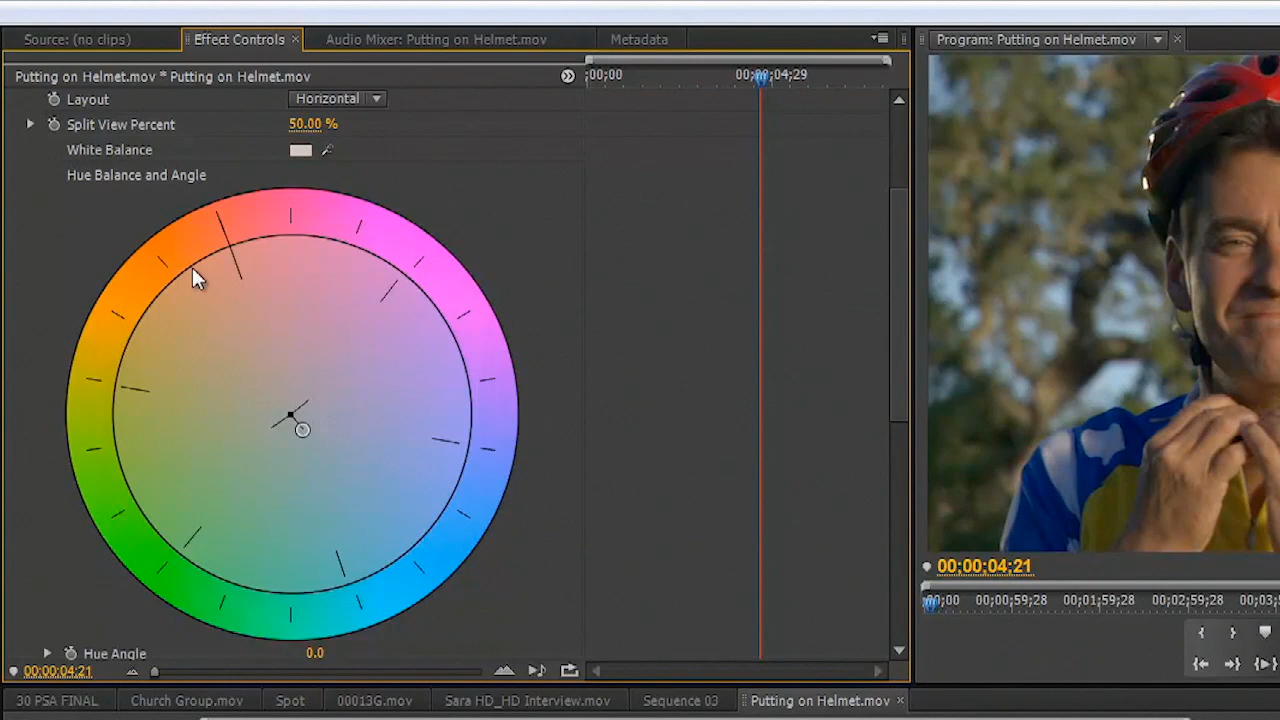 Source: (no clips) Effect Controls × Audio Mixer: Putting on Helmet.mov Metadata
Program: Putting on Helmet.mov ×
Putting on Helmet.mov * Putting on Helmet.mov
;00;00 00;00;04;29
Layout Horizontal
Split View Percent 50.00 %
White Balance
Hue Balance and Angle
Hue Angle 0.0
00;00;04;21
00;00;04;21
;00;00 00;00;59;28 00;01;59;28 00;02;59;28 00;03;5
30 PSA FINAL Church Group.mov Spot 00013G.mov Sara HD_HD Interview.mov Sequence 03 Putting on Helmet.mov ×